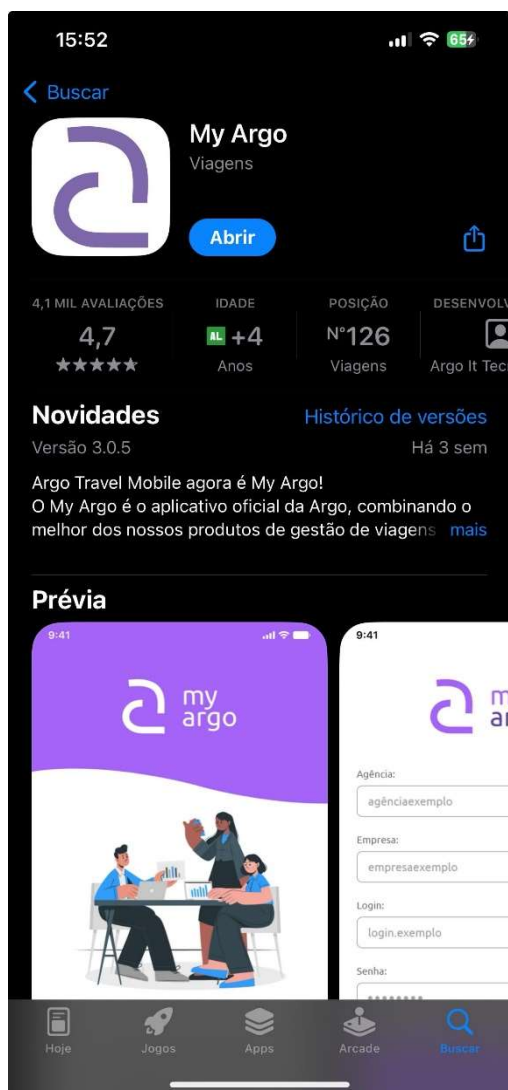 15:52
65
Buscar
My Argo
Viagens
Abrir
4,1 MIL AVALIAÇÕES
IDADE
POSIÇÃO
DESENVOLV
4,7
AL +4
N°126
Anos
Viagens
Argo It Tec
Novidades
Histórico de versões
Versão 3.0.5
Há 3 sem
Argo Travel Mobile agora é My Argo!
O My Argo é o aplicativo oficial da Argo, combinando o
melhor dos nossos produtos de gestão de viagens mais
Prévia
9:41
my
argo
9:41
Agência:
agênciaexemplo
Empresa:
empresaexemplo
Login:
login.exemplo
Senha:
********
Hoje
Jogos
Apps
Arcade
Buscar